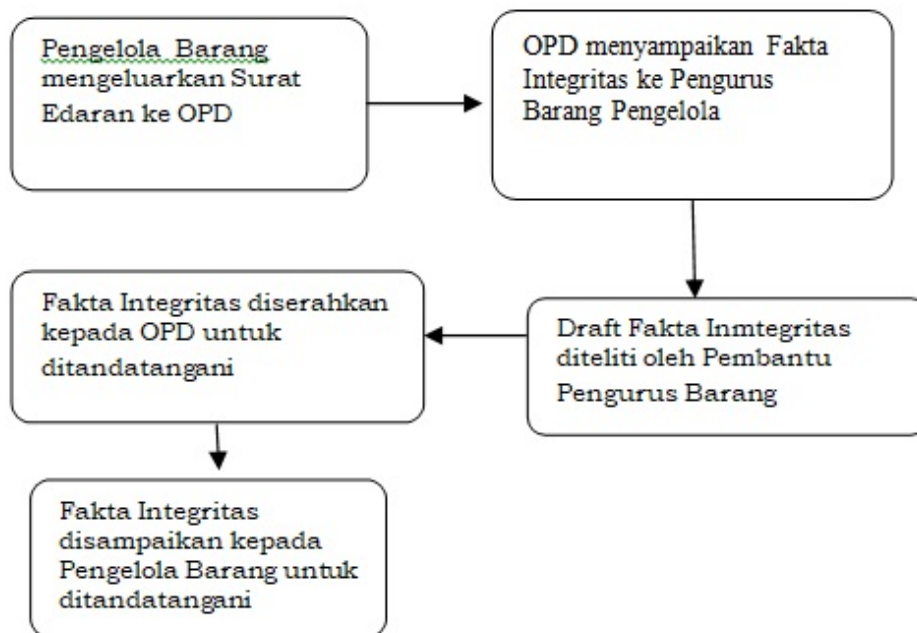 Pengelola Barang
mengeluarkan Surat
Edaran ke OPD
OPD menyampaikan Fakta
Integritas ke Pengurus
Barang Pengelola
Draft Fakta Inmtegritas
diteliti oleh Pembantu
Pengurus Barang
Fakta Integritas diserahkan
kepada OPD untuk
ditandatangani
Fakta Integritas
disampaikan kepada
Pengelola Barang untuk
ditandatangani